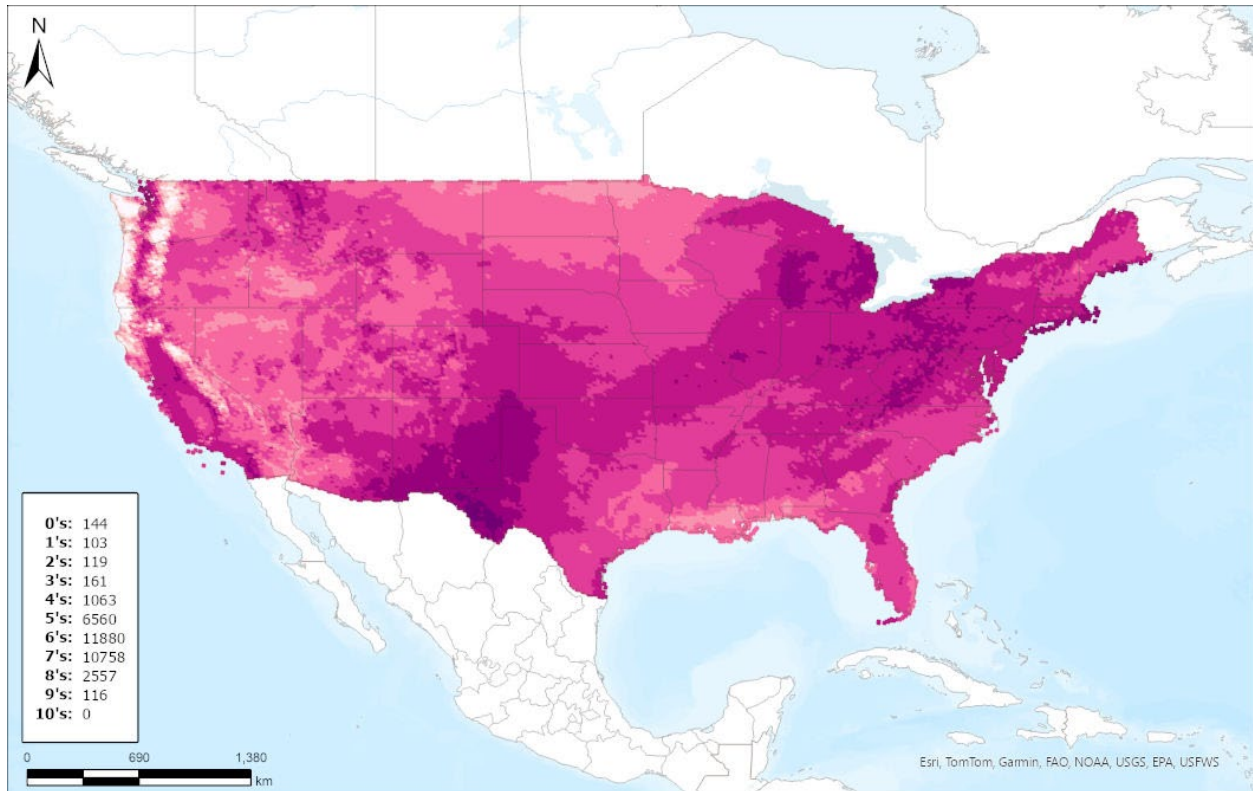 N
0's: 144
1's: 103
2's: 119
3's: 161
4's: 1063
5's: 6560
6's: 11880
7's: 10758
8's: 2557
9's: 116
10's: 0
0 690 1,380
km
Esri, TomTom, Garmin, FAO, NOAA, USGS, EPA, USFWS